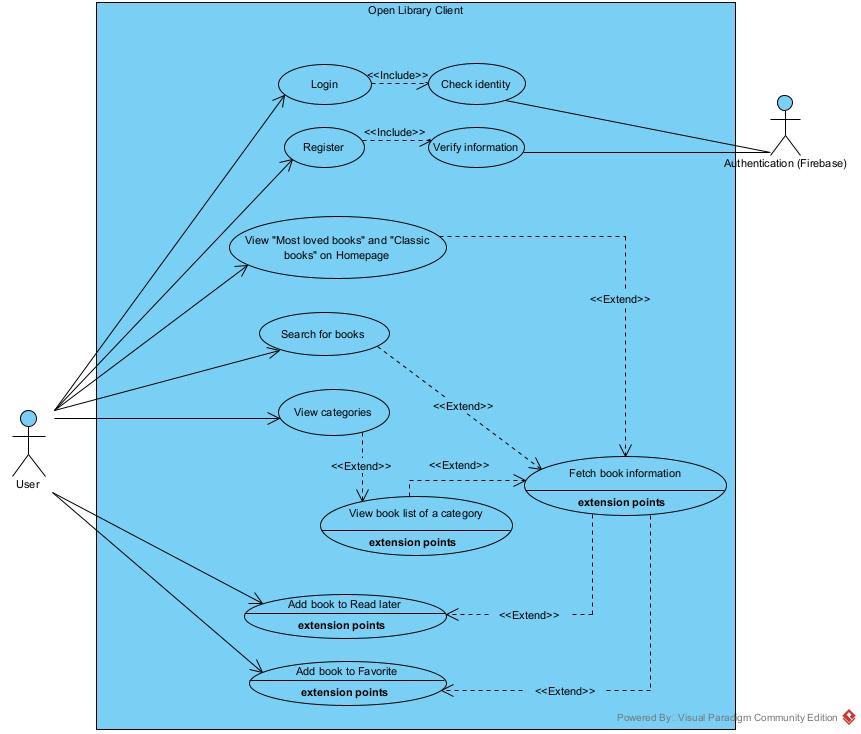 Open Library Client
Login
<<Include>>
Check identity
Register
<<Include>>
Verify information
Authentication (Firebase)
View "Most loved books" and "Classic
books" on Homepage
<<Extend>>
Search for books
<<Extend>>
View categories
<<Extend>>
<<Extend>>
Fetch book information
extension points
User
View book list of a category
extension points
Add book to Read later
extension points
<<Extend>>
Add book to Favorite
extension points
<<Extend>>
Powered By: Visual Paradigm Community Edition